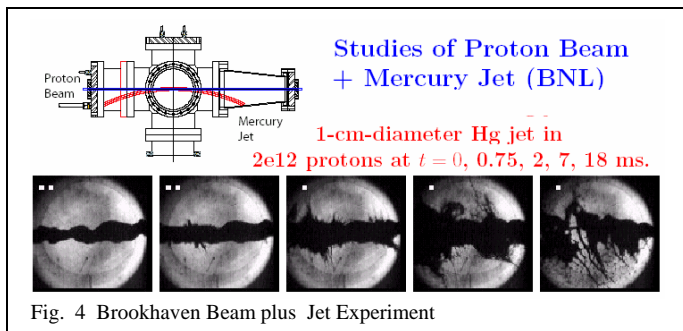 Studies of Proton Beam
+ Mercury Jet (BNL)
Proton
Beam
Mercury
Jet
1-cm-diameter Hg jet in
2e12 protons at t = 0, 0.75, 2, 7, 18 ms.
Fig. 4 Brookhaven Beam plus Jet Experiment